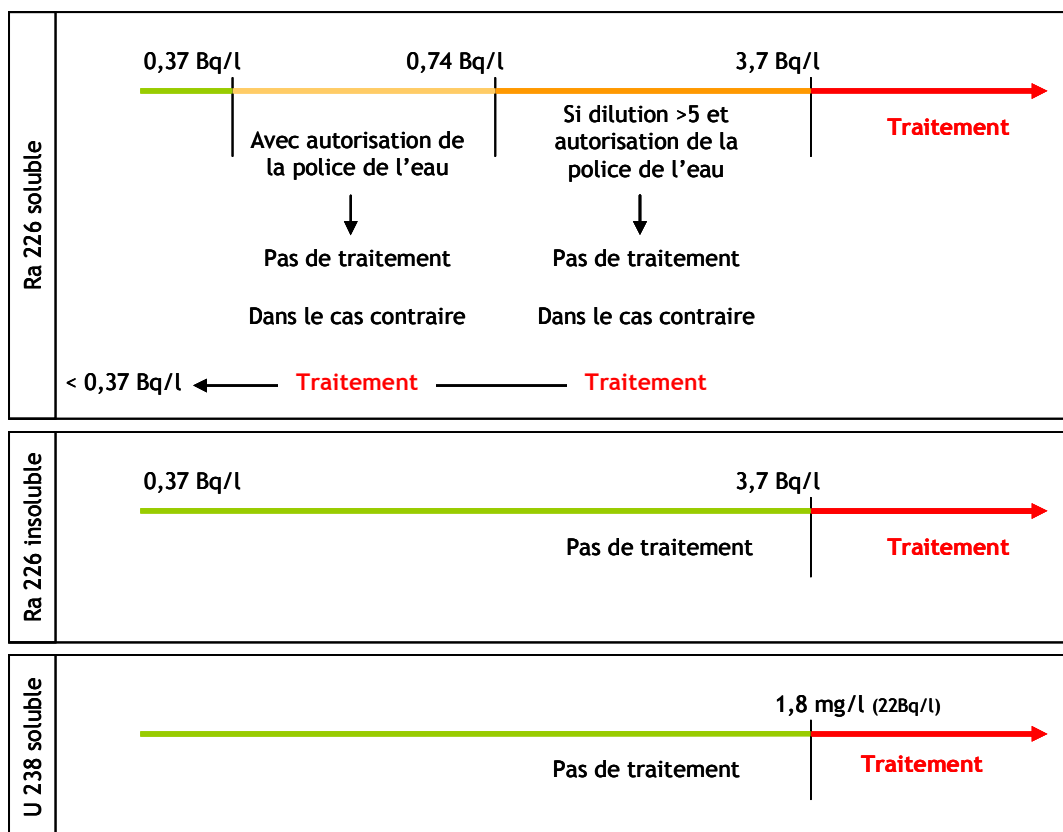 Ra 226 soluble
0,37 Bq/l
0,74 Bq/l
3,7 Bq/l
Avec autorisation de
la police de l’eau
Si dilution >5 et
autorisation de la
police de l’eau
Traitement
Pas de traitement
Pas de traitement
Dans le cas contraire
Dans le cas contraire
< 0,37 Bq/l
Traitement
Traitement
Ra 226 insoluble
0,37 Bq/l
3,7 Bq/l
Pas de traitement
Traitement
U 238 soluble
1,8 mg/l (22Bq/l)
Pas de traitement
Traitement